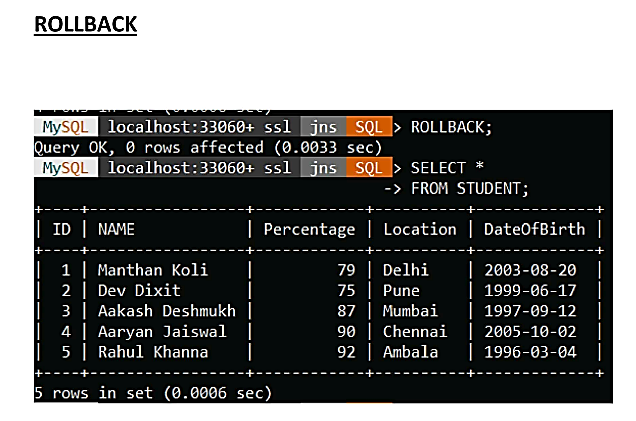 ROLLBACK
MySQL localhost:33060+ ssl jns SQL > ROLLBACK;
Query OK, 0 rows affected (0.0033 sec)
MySQL localhost:33060+ ssl jns SQL > SELECT *
-> FROM STUDENT;
+----+-----------------+------------+----------+-------------+
| ID | NAME            | Percentage | Location | DateOfBirth |
+----+-----------------+------------+----------+-------------+
|  1 | Manthan Koli    |         79 | Delhi    | 2003-08-20  |
|  2 | Dev Dixit       |         75 | Pune     | 1999-06-17  |
|  3 | Aakash Deshmukh |         87 | Mumbai   | 1997-09-12  |
|  4 | Aaryan Jaiswal  |         90 | Chennai  | 2005-10-02  |
|  5 | Rahul Khanna    |         92 | Ambala   | 1996-03-04  |
+----+-----------------+------------+----------+-------------+
5 rows in set (0.0006 sec)